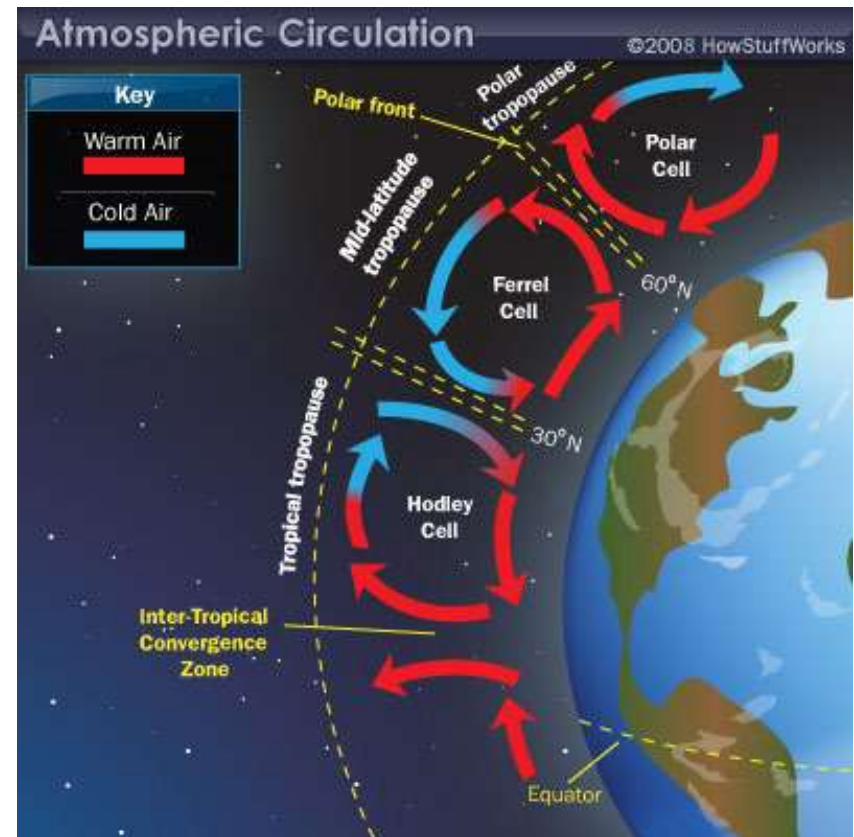 Atmospheric Circulation
©2008 HowStuffWorks
Key
Warm Air
Cold Air
Polar front
Polar
tropopause
Polar
Cell
Mid-latitude
tropopause
Ferrel
Cell
60°N
30°N
Tropical tropopause
Hodley
Cell
Inter-Tropical
Convergence
Zone
Equator